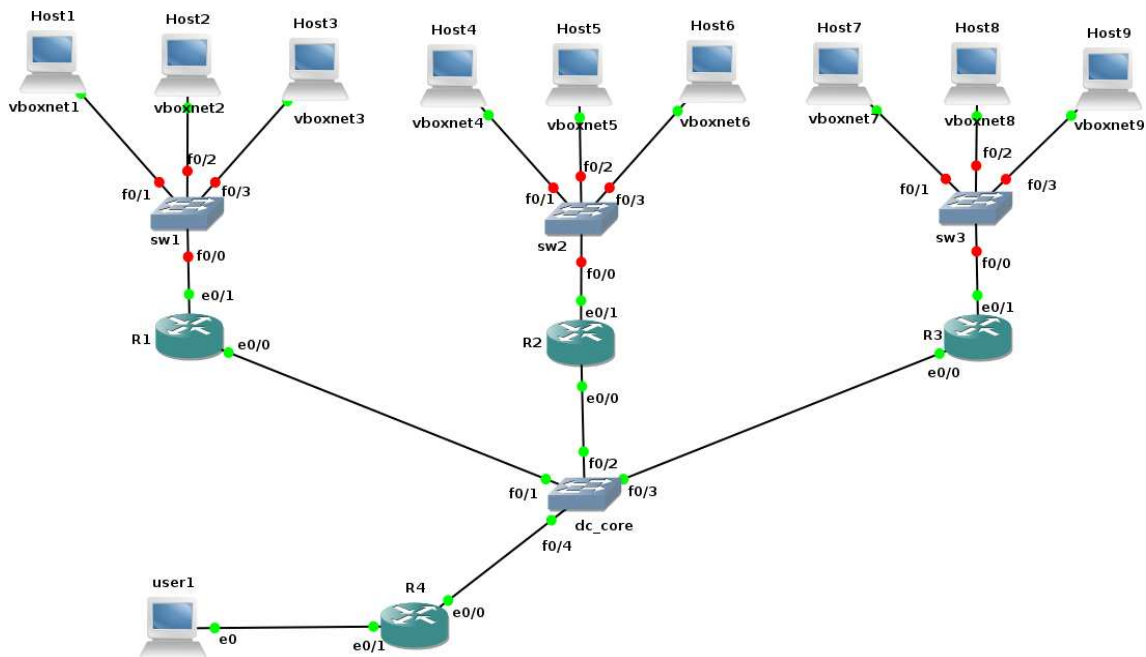 Host1
Host2
Host3
Host4
Host5
Host6
Host7
Host8
Host9
vboxnet1
vboxnet2
vboxnet3
vboxnet4
vboxnet5
vboxnet6
vboxnet7
vboxnet8
vboxnet9
f0/1
f0/2
f0/3
sw1
f0/0
f0/1
f0/2
f0/3
sw2
f0/0
f0/1
f0/2
f0/3
sw3
f0/0
e0/1
R1
e0/0
e0/1
R2
e0/0
e0/1
R3
e0/0
f0/1
f0/2
f0/3
dc_core
f0/4
user1
e0
R4
e0/0
e0/1